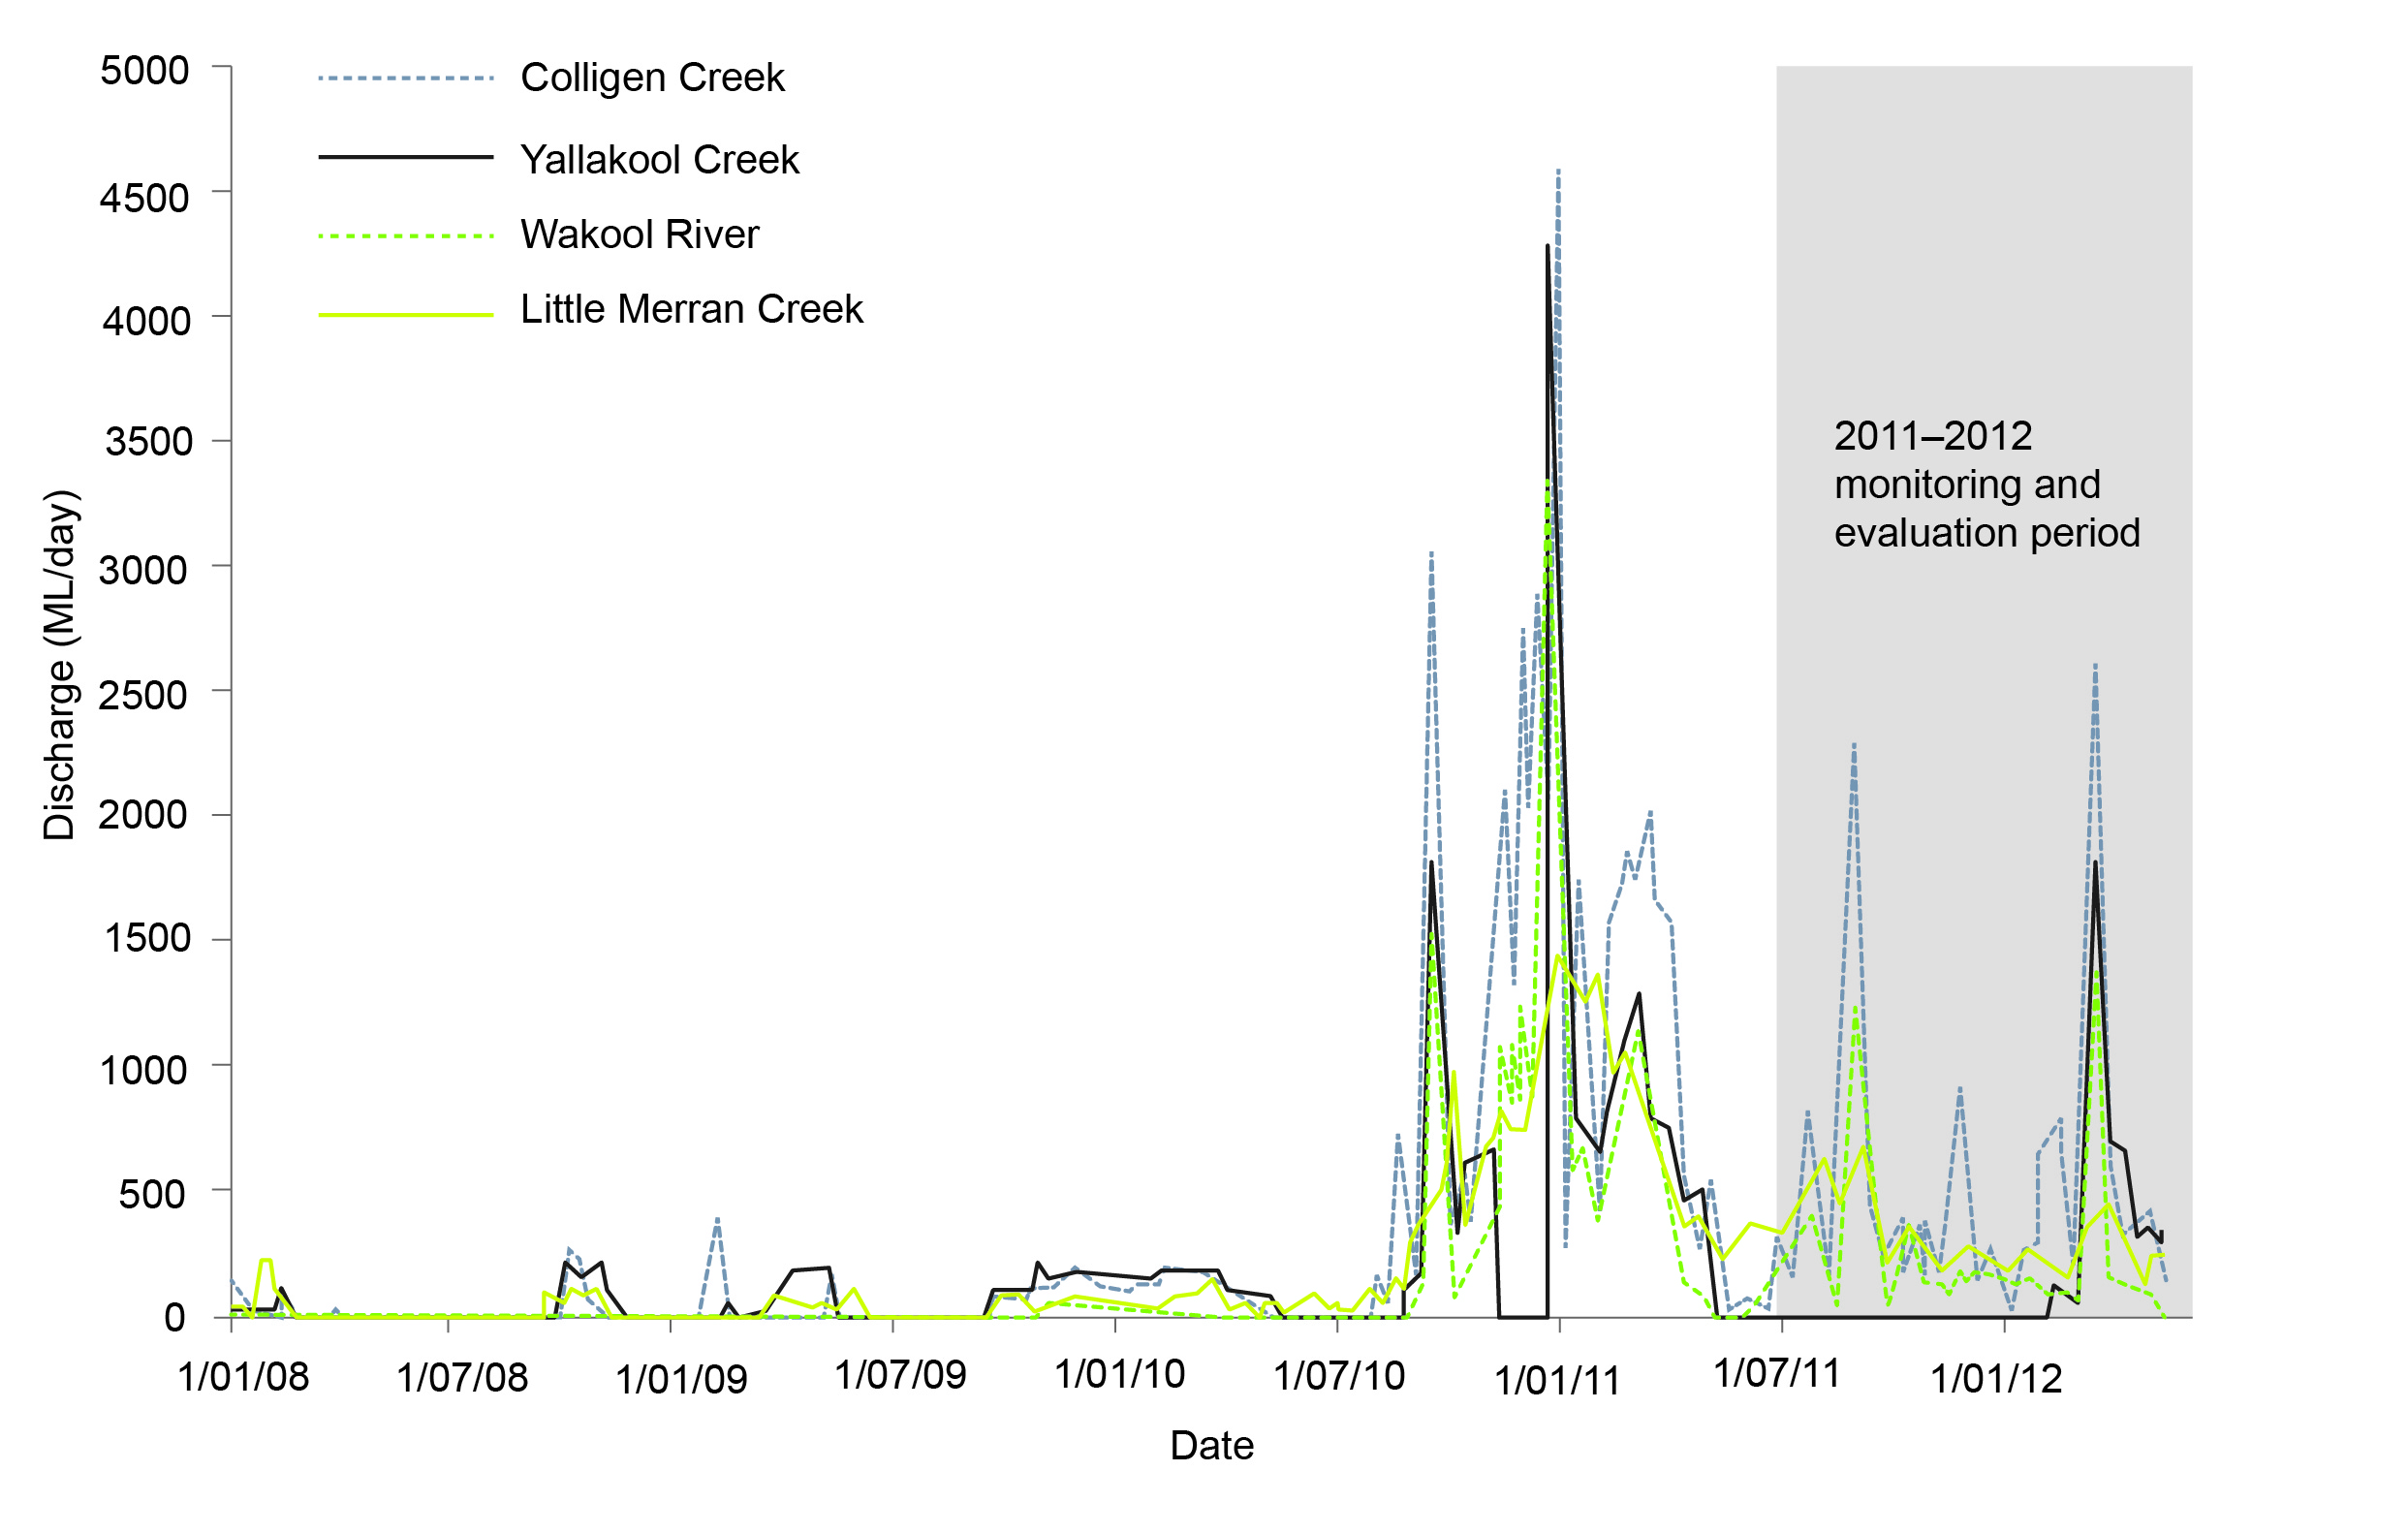 5000
4500
4000
3500
3000
2500
2000
1500
1000
500
0
Discharge (ML/day)
Colligen Creek
Yallakool Creek
Wakool River
Little Merran Creek
2011–2012
monitoring and
evaluation period
1/01/08
1/07/08
1/01/09
1/07/09
1/01/10
1/07/10
1/01/11
1/07/11
1/01/12
Date